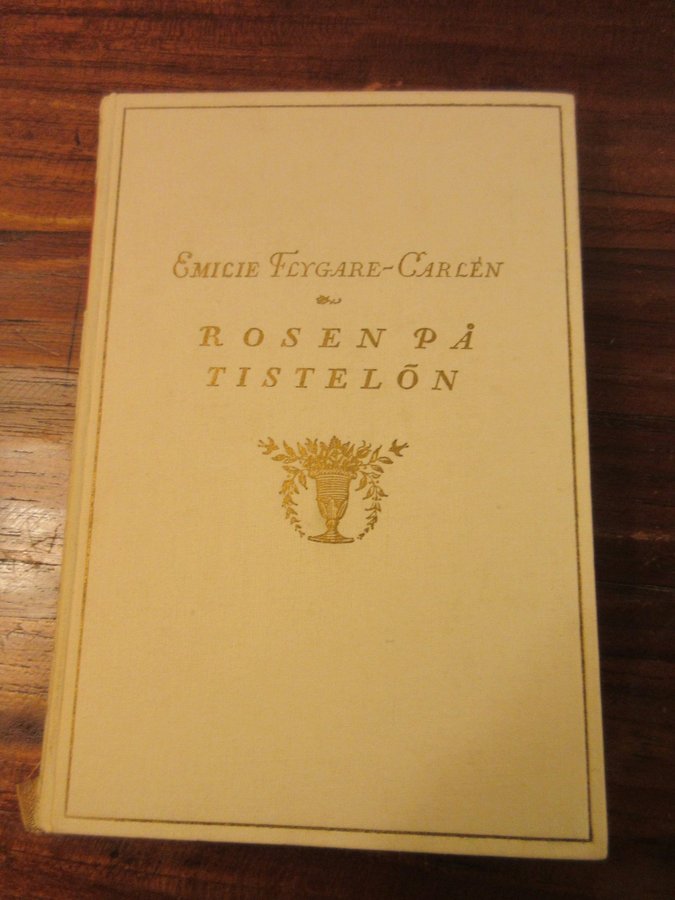 EMILIE FLYGARE-CARLÉN
ROSEN PÅ
TISTELÖN